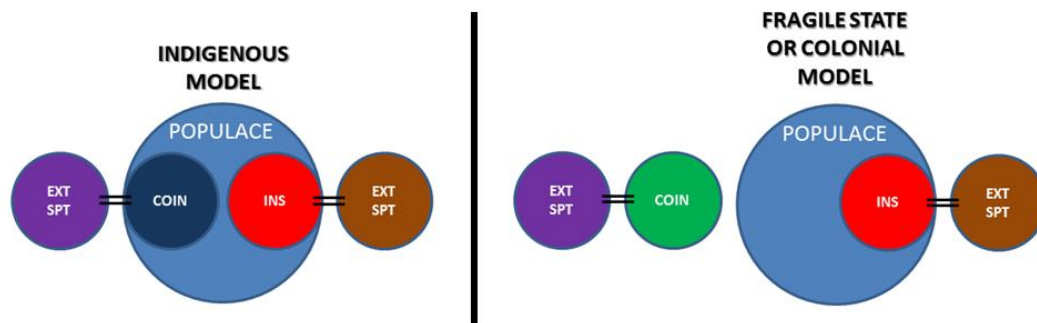 INDIGENOUS
MODEL
POPULACE
EXT
SPT
COIN
INS
EXT
SPT
FRAGILE STATE
OR COLONIAL
MODEL
POPULACE
EXT
SPT
COIN
INS
EXT
SPT